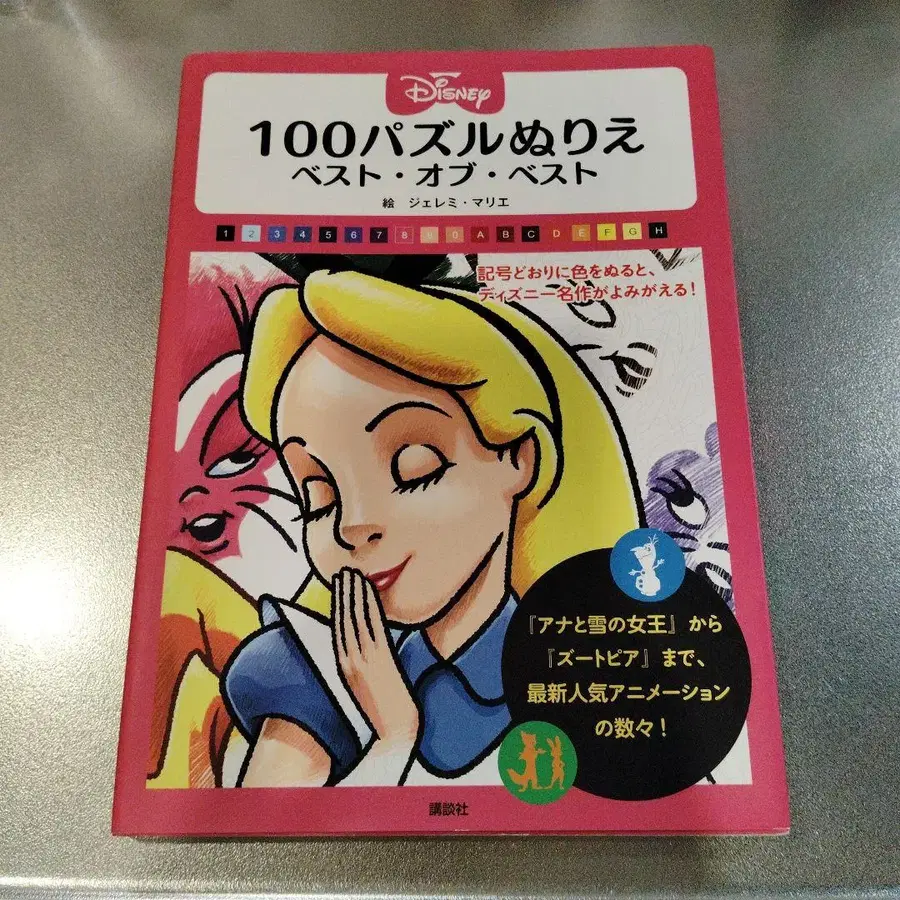 Disney
100パズルぬりえ
ベスト・オブ・ベスト
絵 ジェレミ・マリエ
1 2 3 4 5 6 7 8 9 0 A B C D E F G H
記号どおりに色をぬると、
ディズニー名作がよみがえる!
『アナと雪の女王』から
『ズートピア』まで、
最新人気アニメーション
の数々!
講談社